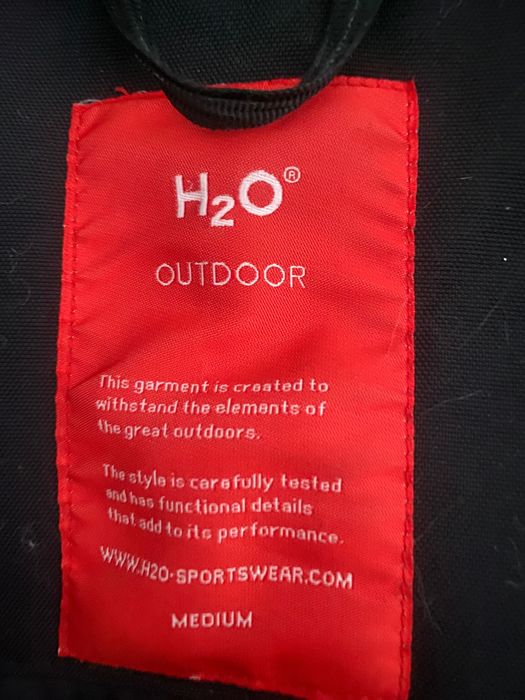 H2O®
OUTDOOR
This garment is created to
withstand the elements of
the great outdoors.
The style is carefully tested
and has functional details
that add to its performance.
WWW.H2O-SPORTSWEAR.COM
MEDIUM